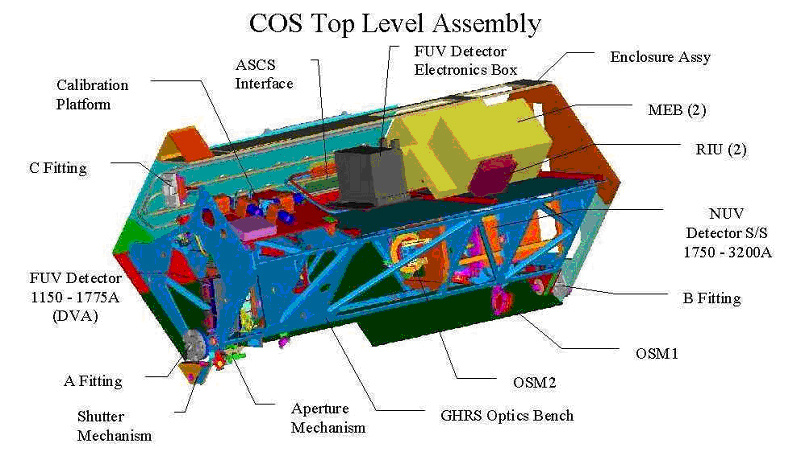 COS Top Level Assembly
FUV Detector
Electronics Box
ASCS
Interface
Enclosure Assy
Calibration
Platform
MEB (2)
RIU (2)
C Fitting
NUV
Detector S/S
1750 - 3200A
FUV Detector
1150 - 1775A
(DVA)
B Fitting
OSM1
A Fitting
OSM2
Shutter
Mechanism
Aperture
Mechanism
GHRS Optics Bench